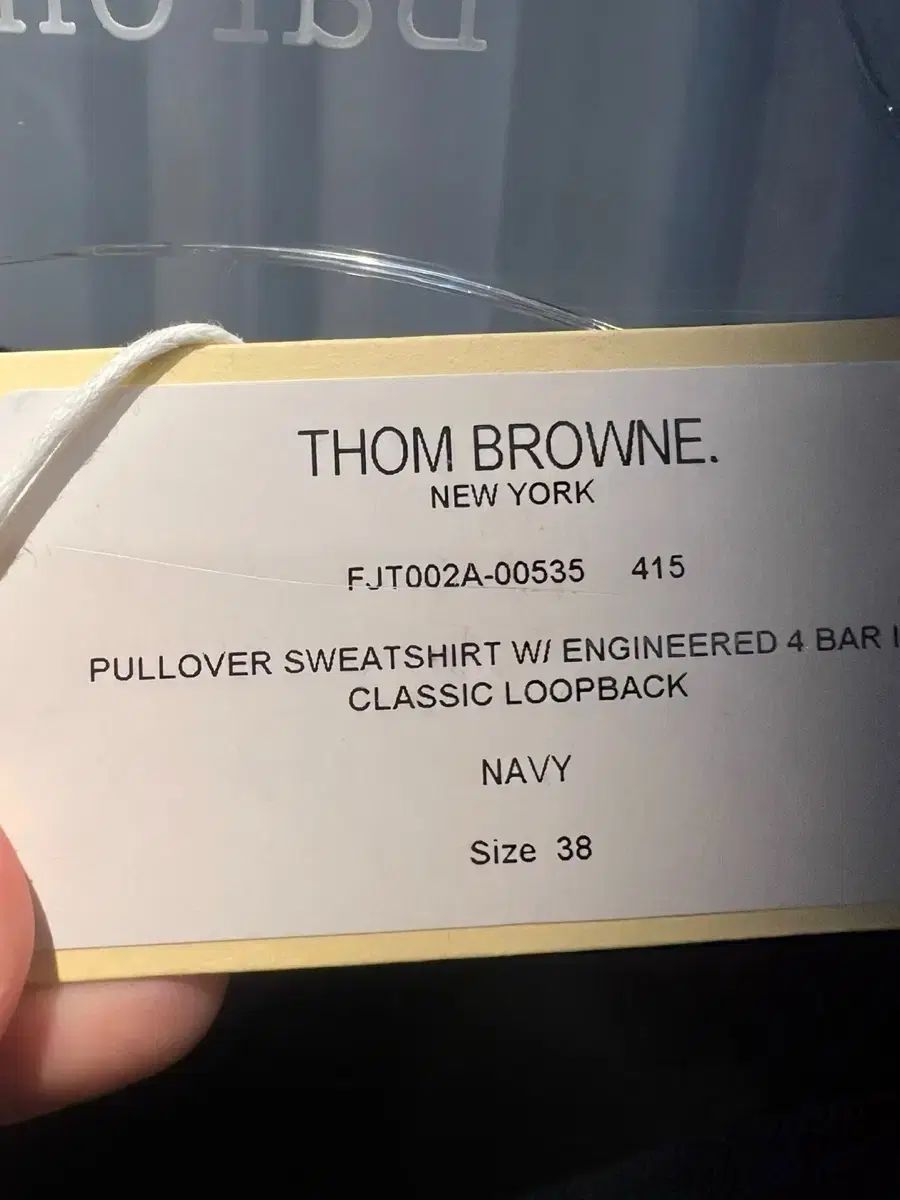 THOM BROWNE.
NEW YORK
FJT002A-00535 415
PULLOVER SWEATSHIRT W/ ENGINEERED 4 BAR
CLASSIC LOOPBACK
NAVY
Size 38